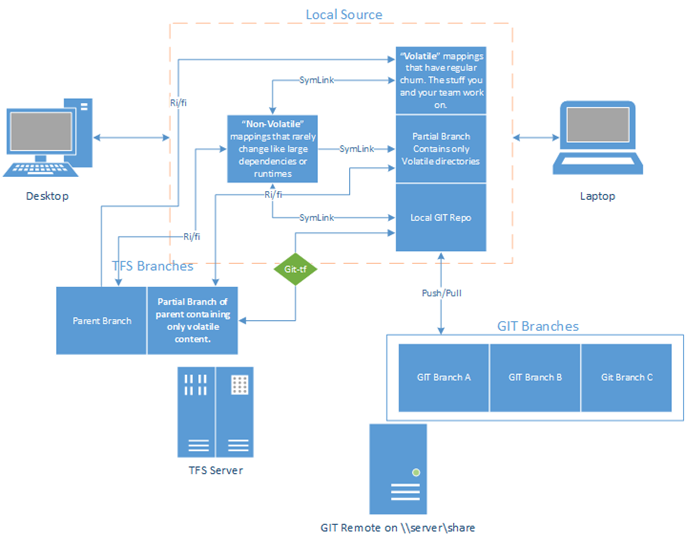 Local Source
“Volatile” mappings
that have regular
churn. The stuff you
and your team work
on.
SymLink
Ri/fi
“Non-Volatile”
mappings that rarely
change like large
dependencies or
runtimes
SymLink
Partial Branch
Contains only
Volatile directories
Desktop
Laptop
Ri/fi
SymLink
Local GIT Repo
Ri/fi
TFS Branches
Git-tf
Push/Pull
Parent Branch
Partial Branch of
parent containing
only volatile
content.
GIT Branches
GIT Branch A
GIT Branch B
Git Branch C
TFS Server
GIT Remote on \\server\share